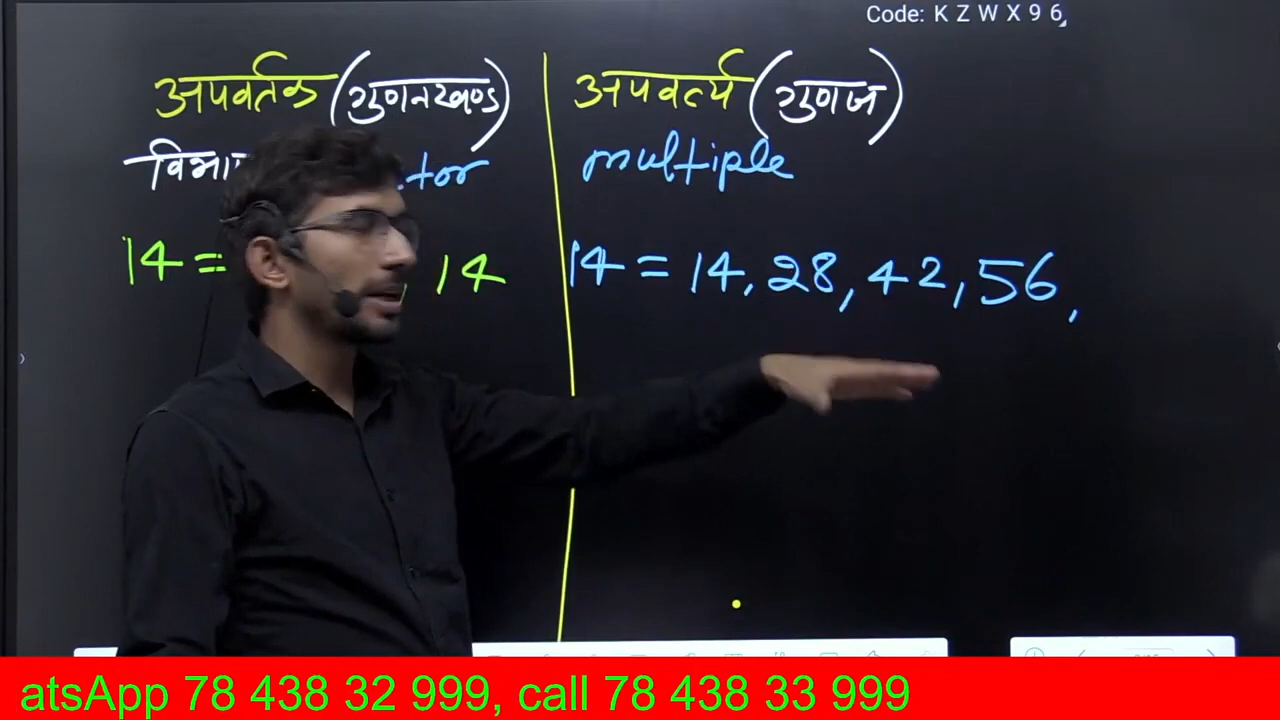 Code: K Z W X 9 6
अपवर्तक (गुणनखण्ड)
14 = , 14
अपवर्त्य (गुणज)
multiple
14 = 14, 28, 42, 56,
atsApp 78 438 32 999, call 78 438 33 999